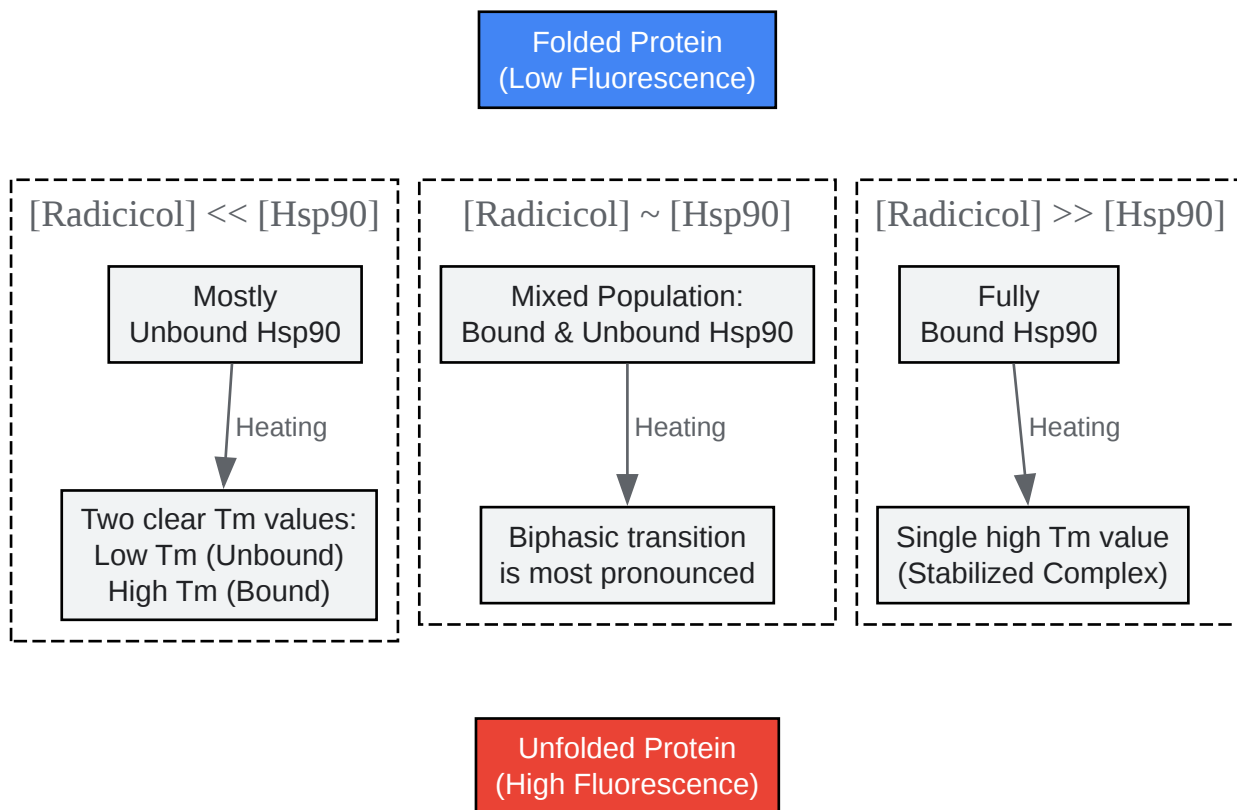 Folded Protein
(Low Fluorescence)
[Radicicol] << [Hsp90]
Mostly
Unbound Hsp90
Heating
Two clear Tm values:
Low Tm (Unbound)
High Tm (Bound)
[Radicicol] ~ [Hsp90]
Mixed Population:
Bound & Unbound Hsp90
Heating
Biphasic transition
is most pronounced
[Radicicol] >> [Hsp90]
Fully
Bound Hsp90
Heating
Single high Tm value
(Stabilized Complex)
Unfolded Protein
(High Fluorescence)